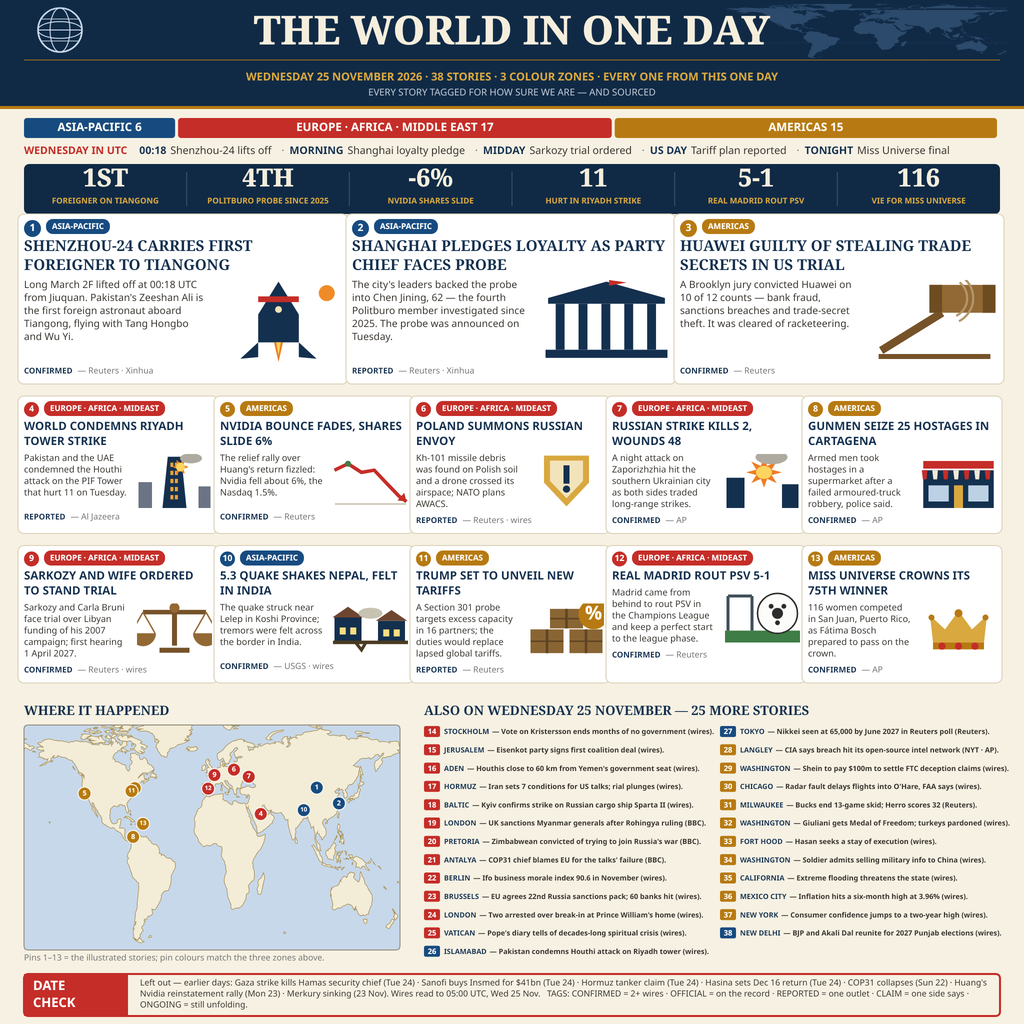 THE WORLD IN ONE DAY
WEDNESDAY 25 NOVEMBER 2026 · 38 STORIES · 3 COLOUR ZONES · EVERY ONE FROM THIS ONE DAY
EVERY STORY TAGGED FOR HOW SURE WE ARE — AND SOURCED
ASIA-PACIFIC 6
EUROPE · AFRICA · MIDDLE EAST 17
AMERICAS 15
WEDNESDAY IN UTC 00:18 Shenzhou-24 lifts off · MORNING Shanghai loyalty pledge · MIDDAY Sarkozy trial ordered · US DAY Tariff plan reported · TONIGHT Miss Universe final
1ST
FOREIGNER ON TIANGONG
4TH
POLITBURO PROBE SINCE 2025
-6%
NVIDIA SHARES SLIDE
11
HURT IN RIYADH STRIKE
5-1
REAL MADRID ROUT PSV
116
VIE FOR MISS UNIVERSE
1 ASIA-PACIFIC
SHENZHOU-24 CARRIES FIRST
FOREIGNER TO TIANGONG
Long March 2F lifted off at 00:18 UTC
from Jiuquan. Pakistan's Zeeshan Ali is
the first foreign astronaut aboard
Tiangong, flying with Tang Hongbo
and Wu Yi.
CONFIRMED — Reuters · Xinhua
2 ASIA-PACIFIC
SHANGHAI PLEDGES LOYALTY AS PARTY
CHIEF FACES PROBE
The city's leaders backed the probe
into Chen Jining, 62 — the fourth
Politburo member investigated since
2025. The probe was announced on
Tuesday.
REPORTED — Reuters · Xinhua
3 AMERICAS
HUAWEI GUILTY OF STEALING TRADE
SECRETS IN US TRIAL
A Brooklyn jury convicted Huawei on
10 of 12 counts — bank fraud,
sanctions breaches and trade-secret
theft. It was cleared of racketeering.
CONFIRMED — Reuters
4 EUROPE · AFRICA · MIDEAST
WORLD CONDEMNS RIYADH
TOWER STRIKE
Pakistan and the UAE
condemned the Houthi
attack on the PIF Tower
that hurt 11 on Tuesday.
REPORTED — Al Jazeera
5 AMERICAS
NVIDIA BOUNCE FADES, SHARES
SLIDE 6%
The relief rally over
Huang's return fizzled:
Nvidia fell about 6%, the
Nasdaq 1.5%.
CONFIRMED — Reuters
6 EUROPE · AFRICA · MIDEAST
POLAND SUMMONS RUSSIAN
ENVOY
Kh-101 missile debris
was found on Polish soil
and a drone crossed its
airspace; NATO plans
AWACS.
REPORTED — Reuters · wires
7 EUROPE · AFRICA · MIDEAST
RUSSIAN STRIKE KILLS 2,
WOUNDS 48
A night attack on
Zaporizhzhia hit the
southern Ukrainian city
as both sides traded
long-range strikes.
CONFIRMED — AP
8 AMERICAS
GUNMEN SEIZE 25 HOSTAGES IN
CARTAGENA
Armed men took
hostages in a
supermarket after a
failed armoured-truck
robbery, police said.
CONFIRMED — AP
9 EUROPE · AFRICA · MIDEAST
SARKOZY AND WIFE ORDERED
TO STAND TRIAL
Sarkozy and Carla Bruni
face trial over Libyan
funding of his 2007
campaign; first hearing
1 April 2027.
CONFIRMED — Reuters · wires
10 ASIA-PACIFIC
5.3 QUAKE SHAKES NEPAL, FELT
IN INDIA
The quake struck near
Lelep in Koshi Province;
tremors were felt across
the border in India.
CONFIRMED — USGS · wires
11 AMERICAS
TRUMP SET TO UNVEIL NEW
TARIFFS
A Section 301 probe
targets excess capacity
in 16 partners; the
duties would replace
lapsed global tariffs.
REPORTED — Reuters
%
12 EUROPE · AFRICA · MIDEAST
REAL MADRID ROUT PSV 5-1
Madrid came from
behind to rout PSV in
the Champions League
and keep a perfect start
to the league phase.
CONFIRMED — Reuters
13 AMERICAS
MISS UNIVERSE CROWNS ITS
75TH WINNER
116 women competed
in San Juan, Puerto Rico,
as Fátima Bosch
prepared to pass on the
crown.
CONFIRMED — AP
WHERE IT HAPPENED
5
11
13
8
9
6
7
12
4
1
2
10
Pins 1–13 = the illustrated stories; pin colours match the three zones above.
ALSO ON WEDNESDAY 25 NOVEMBER — 25 MORE STORIES
14 STOCKHOLM — Vote on Kristersson ends months of no government (wires).
15 JERUSALEM — Eisenkot party signs first coalition deal (wires).
16 ADEN — Houthis close to 60 km from Yemen's government seat (wires).
17 HORMUZ — Iran sets 7 conditions for US talks; rial plunges (wires).
18 BALTIC — Kyiv confirms strike on Russian cargo ship Sparta II (wires).
19 LONDON — UK sanctions Myanmar generals after Rohingya ruling (BBC).
20 PRETORIA — Zimbabwean convicted of trying to join Russia's war (BBC).
21 ANTALYA — COP31 chief blames EU for the talks' failure (BBC).
22 BERLIN — Ifo business morale index 90.6 in November (wires).
23 BRUSSELS — EU agrees 22nd Russia sanctions pack; 60 banks hit (wires).
24 LONDON — Two arrested over break-in at Prince William's home (wires).
25 VATICAN — Pope's diary tells of decades-long spiritual crisis (wires).
26 ISLAMABAD — Pakistan condemns Houthi attack on Riyadh tower (wires).
27 TOKYO — Nikkei seen at 65,000 by June 2027 in Reuters poll (Reuters).
28 LANGLEY — CIA says breach hit its open-source intel network (NYT · AP).
29 WASHINGTON — Shein to pay $100m to settle FTC deception claims (wires).
30 CHICAGO — Radar fault delays flights into O'Hare, FAA says (wires).
31 MILWAUKEE — Bucks end 13-game skid; Herro scores 32 (Reuters).
32 WASHINGTON — Giuliani gets Medal of Freedom; turkeys pardoned (wires).
33 FORT HOOD — Hasan seeks a stay of execution (wires).
34 WASHINGTON — Soldier admits selling military info to China (wires).
35 CALIFORNIA — Extreme flooding threatens the state (wires).
36 MEXICO CITY — Inflation hits a six-month high at 3.96% (wires).
37 NEW YORK — Consumer confidence jumps to a two-year high (wires).
38 NEW DELHI — BJP and Akali Dal reunite for 2027 Punjab elections (wires).
DATE
CHECK
Left out — earlier days: Gaza strike kills Hamas security chief (Tue 24) · Sanofi buys Insmed for $41bn (Tue 24) · Hormuz tanker claim (Tue 24) · Hasina sets Dec 16 return (Tue 24) · COP31 collapses (Sun 22) · Huang's
Nvidia reinstatement rally (Mon 23) · Merkury sinking (23 Nov). Wires read to 05:00 UTC, Wed 25 Nov. TAGS: CONFIRMED = 2+ wires · OFFICIAL = on the record · REPORTED = one outlet · CLAIM = one side says ·
ONGOING = still unfolding.